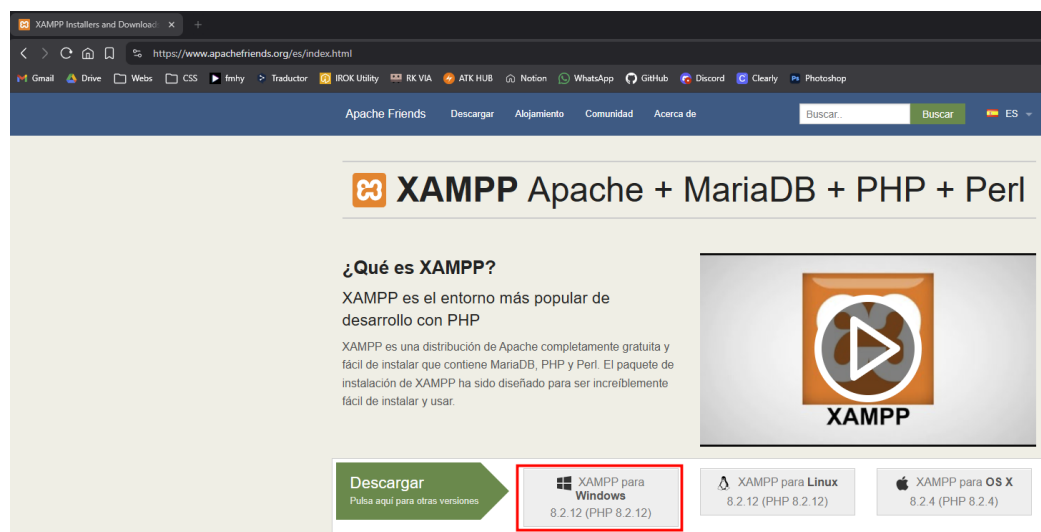 XAMPP Installers and Download
https://www.apachefriends.org/es/index.html
Gmail Drive Webs CSS fmhy Traductor IROK Utility RK VIA ATK HUB Notion WhatsApp GitHub Discord Clearly Photoshop
Apache Friends Descargar Alojamiento Comunidad Acerca de Buscar.. Buscar ES
XAMPP Apache + MariaDB + PHP + Perl
¿Qué es XAMPP?
XAMPP es el entorno más popular de
desarrollo con PHP
XAMPP es una distribución de Apache completamente gratuita y
fácil de instalar que contiene MariaDB, PHP y Perl. El paquete de
instalación de XAMPP ha sido diseñado para ser increíblemente
fácil de instalar y usar.
XAMPP
Descargar
Pulsa aquí para otras versiones
XAMPP para
Windows
8.2.12 (PHP 8.2.12)
XAMPP para Linux
8.2.12 (PHP 8.2.12)
XAMPP para OS X
8.2.4 (PHP 8.2.4)